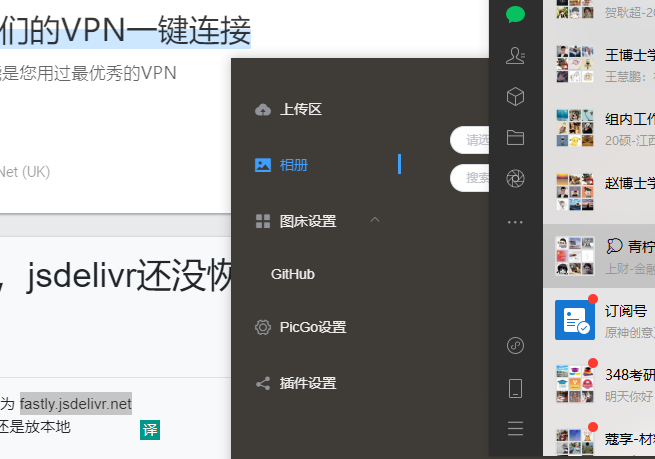 们的VPN一键连接
是您用过最优秀的VPN
Net (UK)
，jsdelivr还没恢
为 fastly.jsdelivr.net
还是放本地
译
上传区
相册
图床设置
GitHub
PicGo设置
插件设置
请选
搜索
贺耿超-20
王博士学
王慧鹏：
组内工作
20硕-江西
赵博士学
青柠
上财-金融
订阅号
原神创意
348考研
明天你好
蔻享-材料